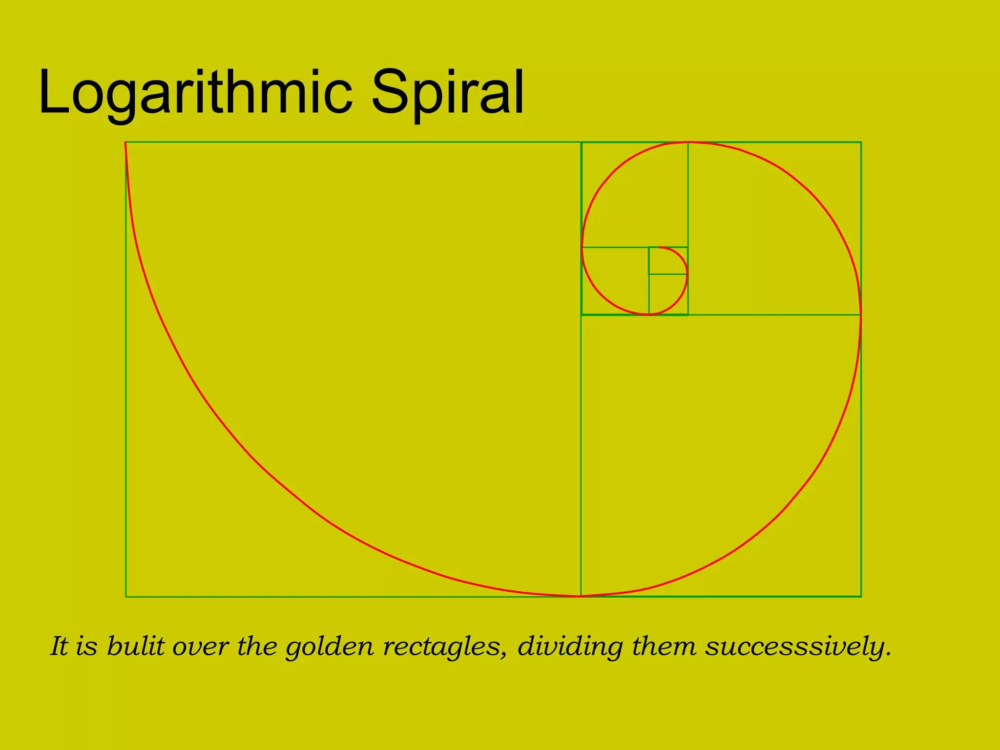 Logarithmic Spiral
It is bulit over the golden rectagles, dividing them successsively.